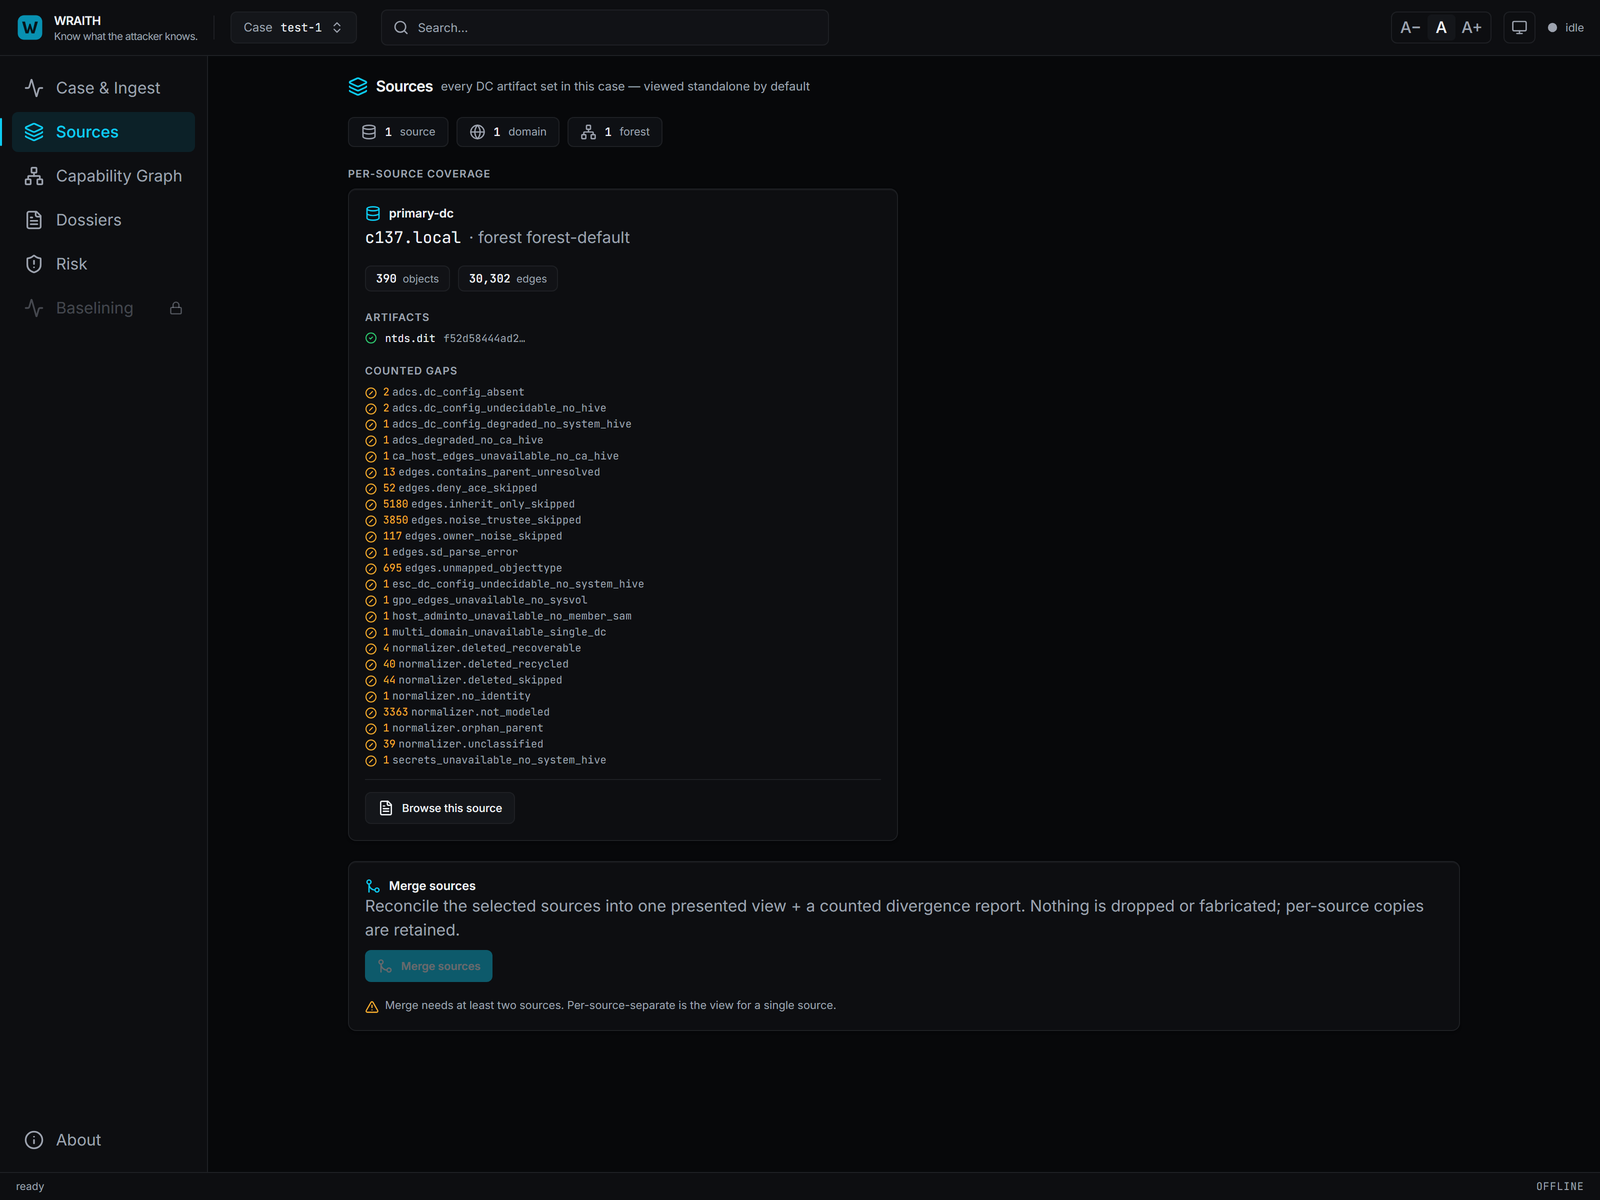 W
WRAITH
Know what the attacker knows.
Case test-1
Search...
A− A A+
idle
Case & Ingest
Sources
Capability Graph
Dossiers
Risk
Baselining
Sources every DC artifact set in this case — viewed standalone by default
1 source
1 domain
1 forest
PER-SOURCE COVERAGE
primary-dc
c137.local · forest forest-default
390 objects
30,302 edges
ARTIFACTS
ntds.dit f52d58444ad2…
COUNTED GAPS
2 adcs.dc_config_absent
2 adcs.dc_config_undecidable_no_hive
1 adcs_dc_config_degraded_no_system_hive
1 adcs_degraded_no_ca_hive
1 ca_host_edges_unavailable_no_ca_hive
13 edges.contains_parent_unresolved
52 edges.deny_ace_skipped
5180 edges.inherit_only_skipped
3850 edges.noise_trustee_skipped
117 edges.owner_noise_skipped
1 edges.sd_parse_error
695 edges.unmapped_objecttype
1 esc_dc_config_undecidable_no_system_hive
1 gpo_edges_unavailable_no_sysvol
1 host_adminto_unavailable_no_member_sam
1 multi_domain_unavailable_single_dc
4 normalizer.deleted_recoverable
40 normalizer.deleted_recycled
44 normalizer.deleted_skipped
1 normalizer.no_identity
3363 normalizer.not_modeled
1 normalizer.orphan_parent
39 normalizer.unclassified
1 secrets_unavailable_no_system_hive
Browse this source
Merge sources
Reconcile the selected sources into one presented view + a counted divergence report. Nothing is dropped or fabricated; per-source copies
are retained.
Merge sources
Merge needs at least two sources. Per-source-separate is the view for a single source.
About
ready
OFFLINE